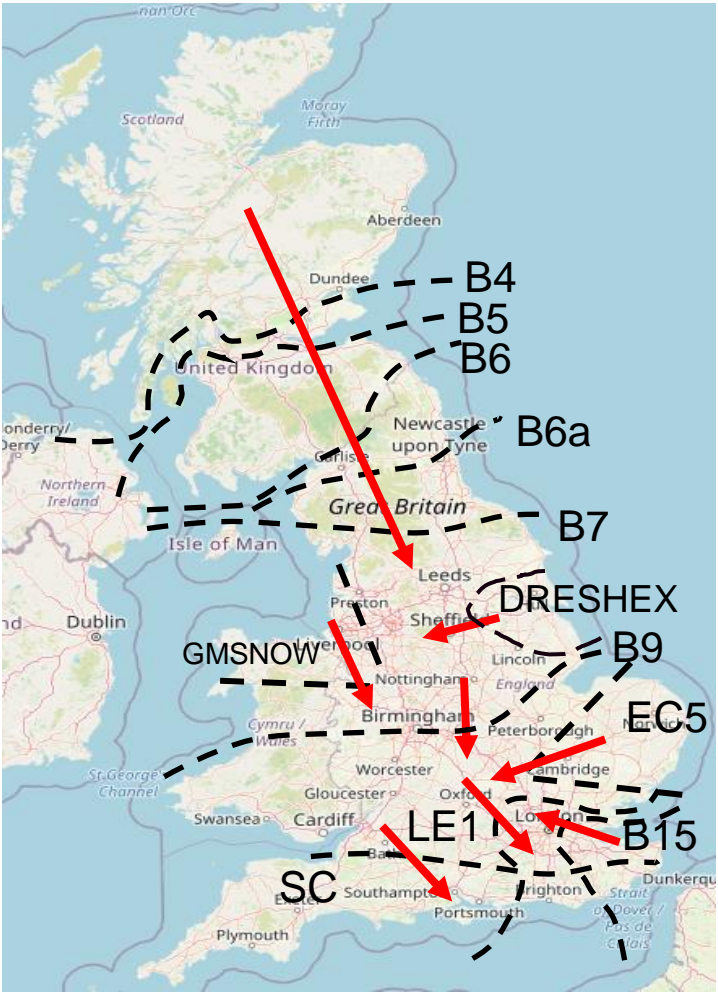 nan Orc
Moray
Firth
Scotland
Aberdeen
Dundee
B4
B5
United Kingdom
B6
onderry/
Derry
Newcastle
upon Tyne
B6a
Carlisle
Northern
Ireland
Great Britain
B7
Isle of Man
Leeds
Preston
DRESHEX
Dublin
Sheffield
nd
Liverpool
GMSNOW
B9
Lincoln
Nottingham
England
EC5
Norwich
Birmingham
Cymru /
Wales
Peterborough
St George'
Channel
Worcester
Cambridge
Gloucester
Oxford
Swansea
Cardiff
LE1
London
B15
Bath
SC
Exeter
Southampton
Brighton
Dunkerqu
Portsmouth
Strait
of Dover /
Pas de
Calais
Plymouth